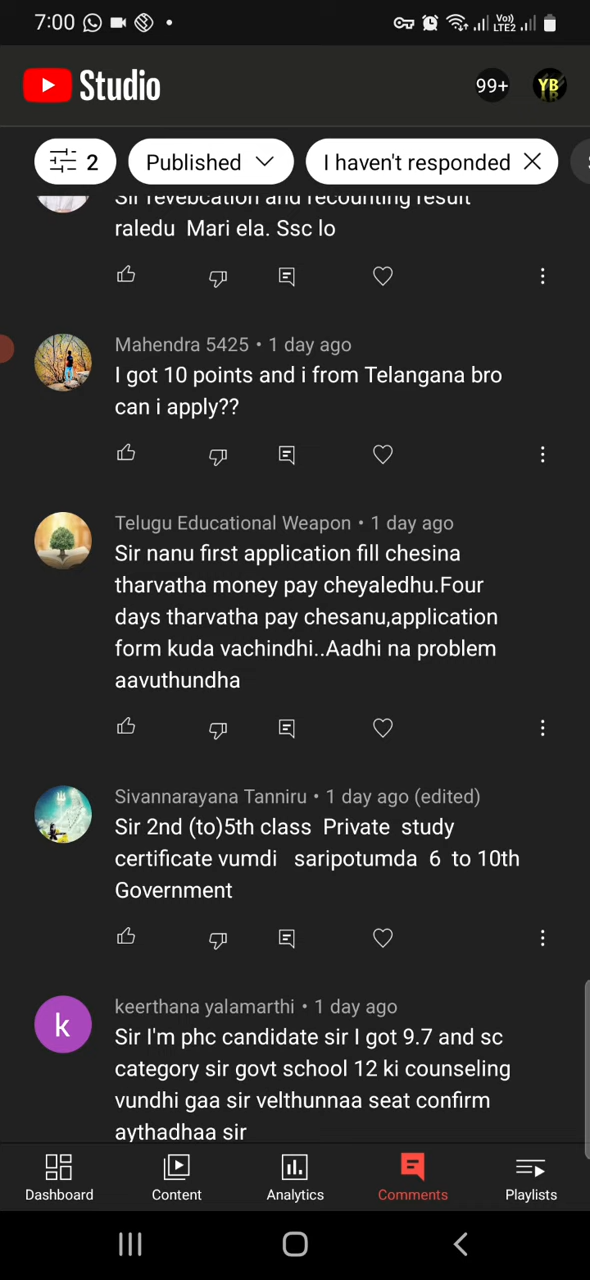 7:00
Vo))
LTE2
Studio
99+
YB
2
Published
I haven't responded
Sir revebcation and recounting result
raledu Mari ela. Ssc lo
Mahendra 5425 • 1 day ago
I got 10 points and i from Telangana bro
can i apply??
Telugu Educational Weapon • 1 day ago
Sir nanu first application fill chesina
tharvatha money pay cheyaledhu.Four
days tharvatha pay chesanu,application
form kuda vachindhi..Aadhi na problem
aavuthundha
Sivannarayana Tanniru • 1 day ago (edited)
Sir 2nd (to)5th class Private study
certificate vumdi saripotumda 6 to 10th
Government
k
keerthana yalamarthi • 1 day ago
Sir I'm phc candidate sir I got 9.7 and sc
category sir govt school 12 ki counseling
vundhi gaa sir velthunnaa seat confirm
aythadhaa sir
Dashboard
Content
Analytics
Comments
Playlists